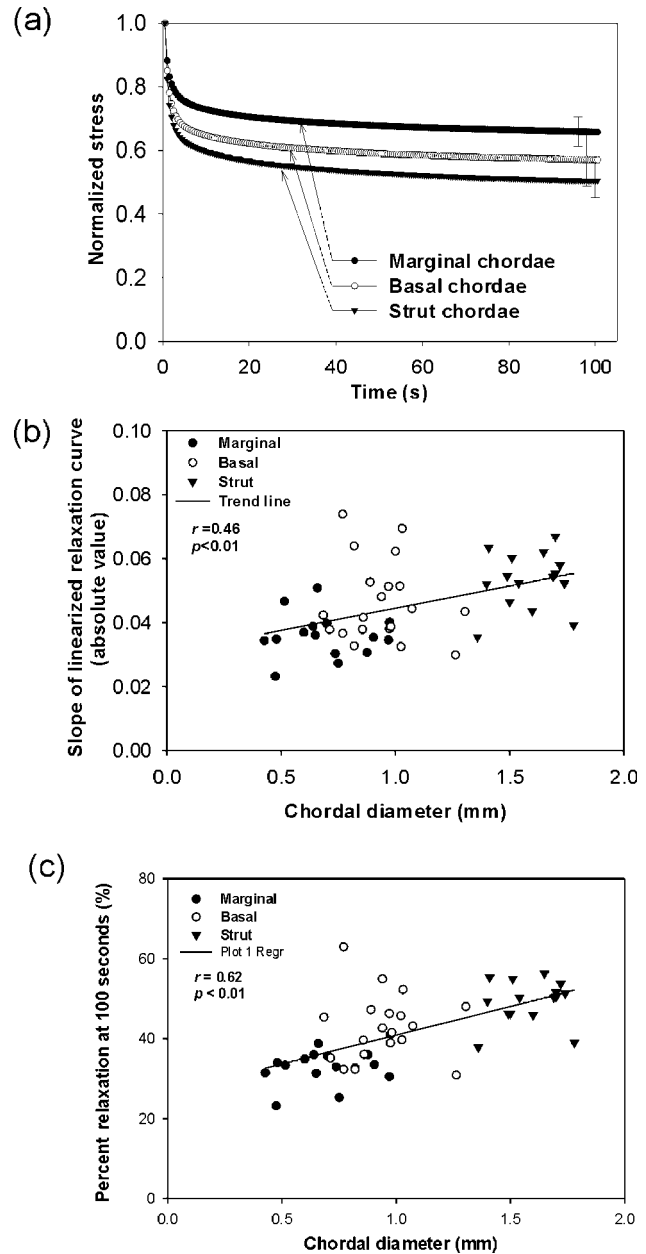 (a)
Normalized stress
1.0
0.8
0.6
0.4
0.2
0.0
Marginal chordae
Basal chordae
Strut chordae
0 20 40 60 80 100
Time (s)
(b)
Slope of linearized relaxation curve
(absolute value)
0.10
0.08
0.06
0.04
0.02
0.00
Marginal
Basal
Strut
Trend line
r=0.46
p<0.01
0.0 0.5 1.0 1.5 2.0
Chordal diameter (mm)
(c)
Percent relaxation at 100 seconds (%)
80
60
40
20
0
Marginal
Basal
Strut
Plot 1 Regr
r = 0.62
p < 0.01
0.0 0.5 1.0 1.5 2.0
Chordal diameter (mm)